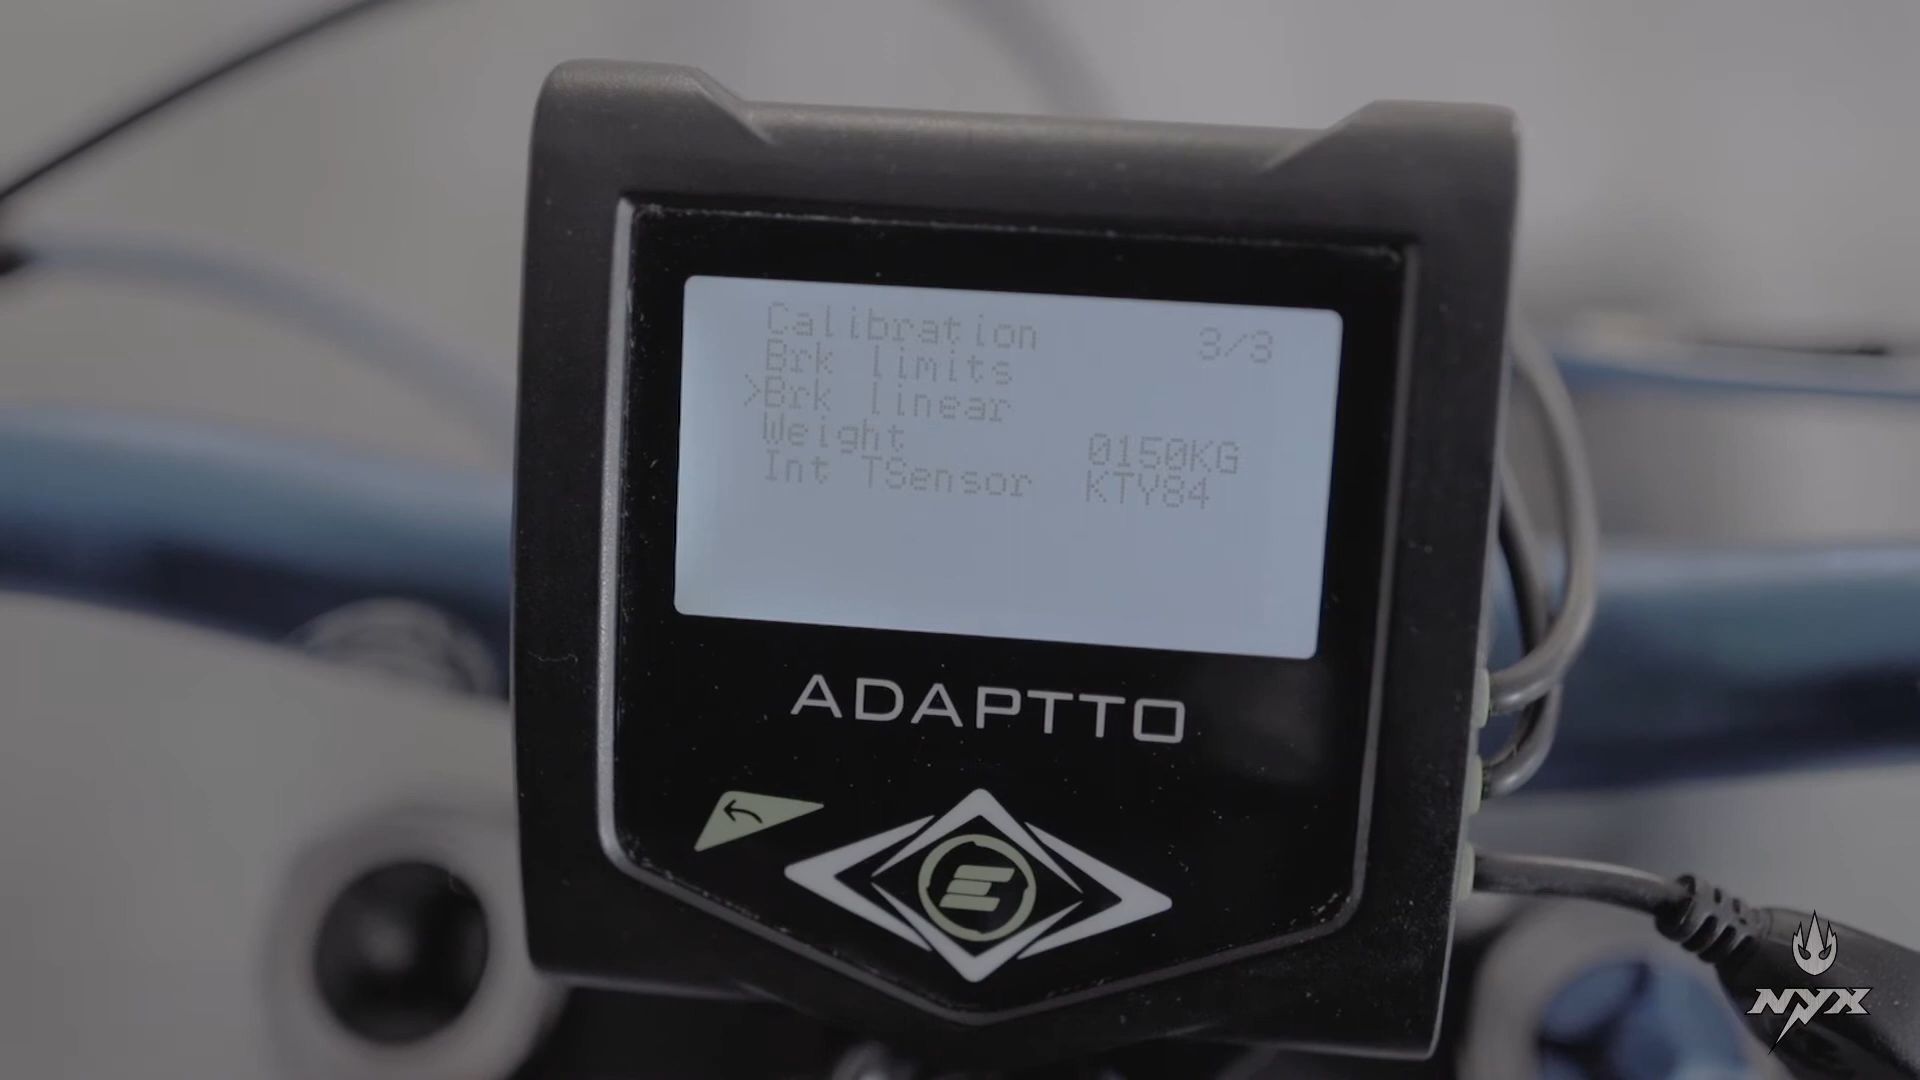 Calibration 3/3
Brk limits
>Brk linear
Weight 0150KG
Int TSensor KTY84
ADAPTTO
E
NYX